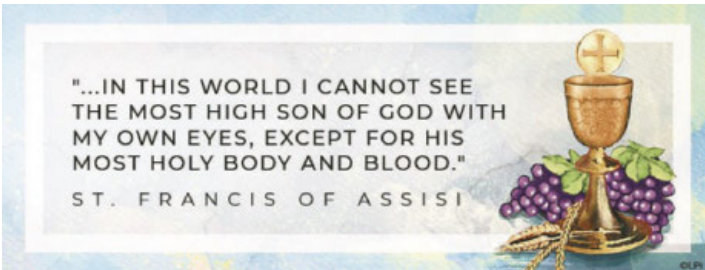 "...IN THIS WORLD I CANNOT SEE
THE MOST HIGH SON OF GOD WITH
MY OWN EYES, EXCEPT FOR HIS
MOST HOLY BODY AND BLOOD."
ST. FRANCIS OF ASSISI
©LPi